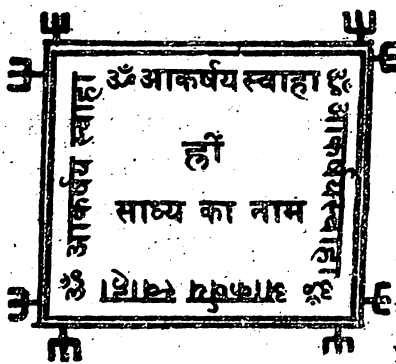 ॐ आकर्षय स्वाहा
ॐ आकर्षय स्वाहा
ॐ आकर्षय स्वाहा
ॐ आकर्षय स्वाहा
ह्रीं
साध्य का नाम